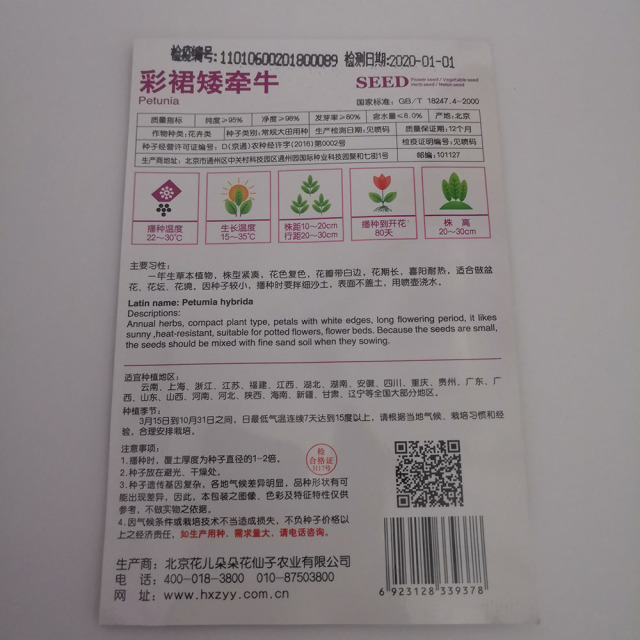 检疫编号:11010600201800089 检测日期:2020-01-01
彩裙矮牵牛
Petunia
SEED
Flower seed / Vegetable seed
Herb seed / Melon seed
国家标准: GB/T 18247.4-2000
质量指标 纯度≥95% 净度≥98% 发芽率≥80% 含水量≤8.0% 产地:北京
作物种类:花卉类 种子类别:常规大田用种 生产检测日期:见喷码 质量保证期:12个月
种子经营许可证编号: D(京通)农种经许字(2016)第0002号 检疫证明编号:见喷码
生产商地址: 北京市通州区中关村科技园区通州园国际种业科技园聚和七街1号 邮编:101127
播种温度
22~30℃
生长温度
15~35℃
株距10~20cm
行距20~30cm
播种到开花
80天
株 高
20~30cm
主要习性:
一年生草本植物，株型紧凑，花色复色，花瓣带白边，花期长，喜阳耐热，适合做盆
花、花坛、花境，因种子较小，播种时要拌细沙土，表面不盖土，用喷壶浇水。
Latin name: Petumia hybrida
Descriptions:
Annual herbs, compact plant type, petals with white edges, long flowering period, it likes
sunny ,heat-resistant, suitable for potted flowers, flower beds. Because the seeds are small,
the seeds should be mixed with fine sand soil when they sowing.
适宜种植地区:
云南、上海、浙江、江苏、福建、江西、湖北、湖南、安徽、四川、重庆、贵州、广东、广
西、山东、山西、河南、河北、陕西、海南、新疆、甘肃、辽宁等全国大部分地区。
种植季节:
3月15日到10月31日之间，日最低气温连续7天达到15度以上，请根据当地气候、栽培习惯和经
验，合理安排栽培。
注意事项:
1.播种时，覆土厚度为种子直径的1-2倍。
2.种子放在避光、干燥处。
3.种子遗传基因复杂，各地气候差异明显，品种形状有可
能出现差异，因此，本包装之图像、色彩及特征特性仅供
参考，不做实物之依据。
4.因气候条件或栽培技术不当造成损失，不负种子价格以
上之经济责任，如生产用种，需求量大，请电话咨询。
检
合格证
H17号
生产商: 北京花儿朵朵花仙子农业有限公司
电 话: 400-018-3800 010-87503800
网 址: www.hxzyy.com.cn
6 923128 339378